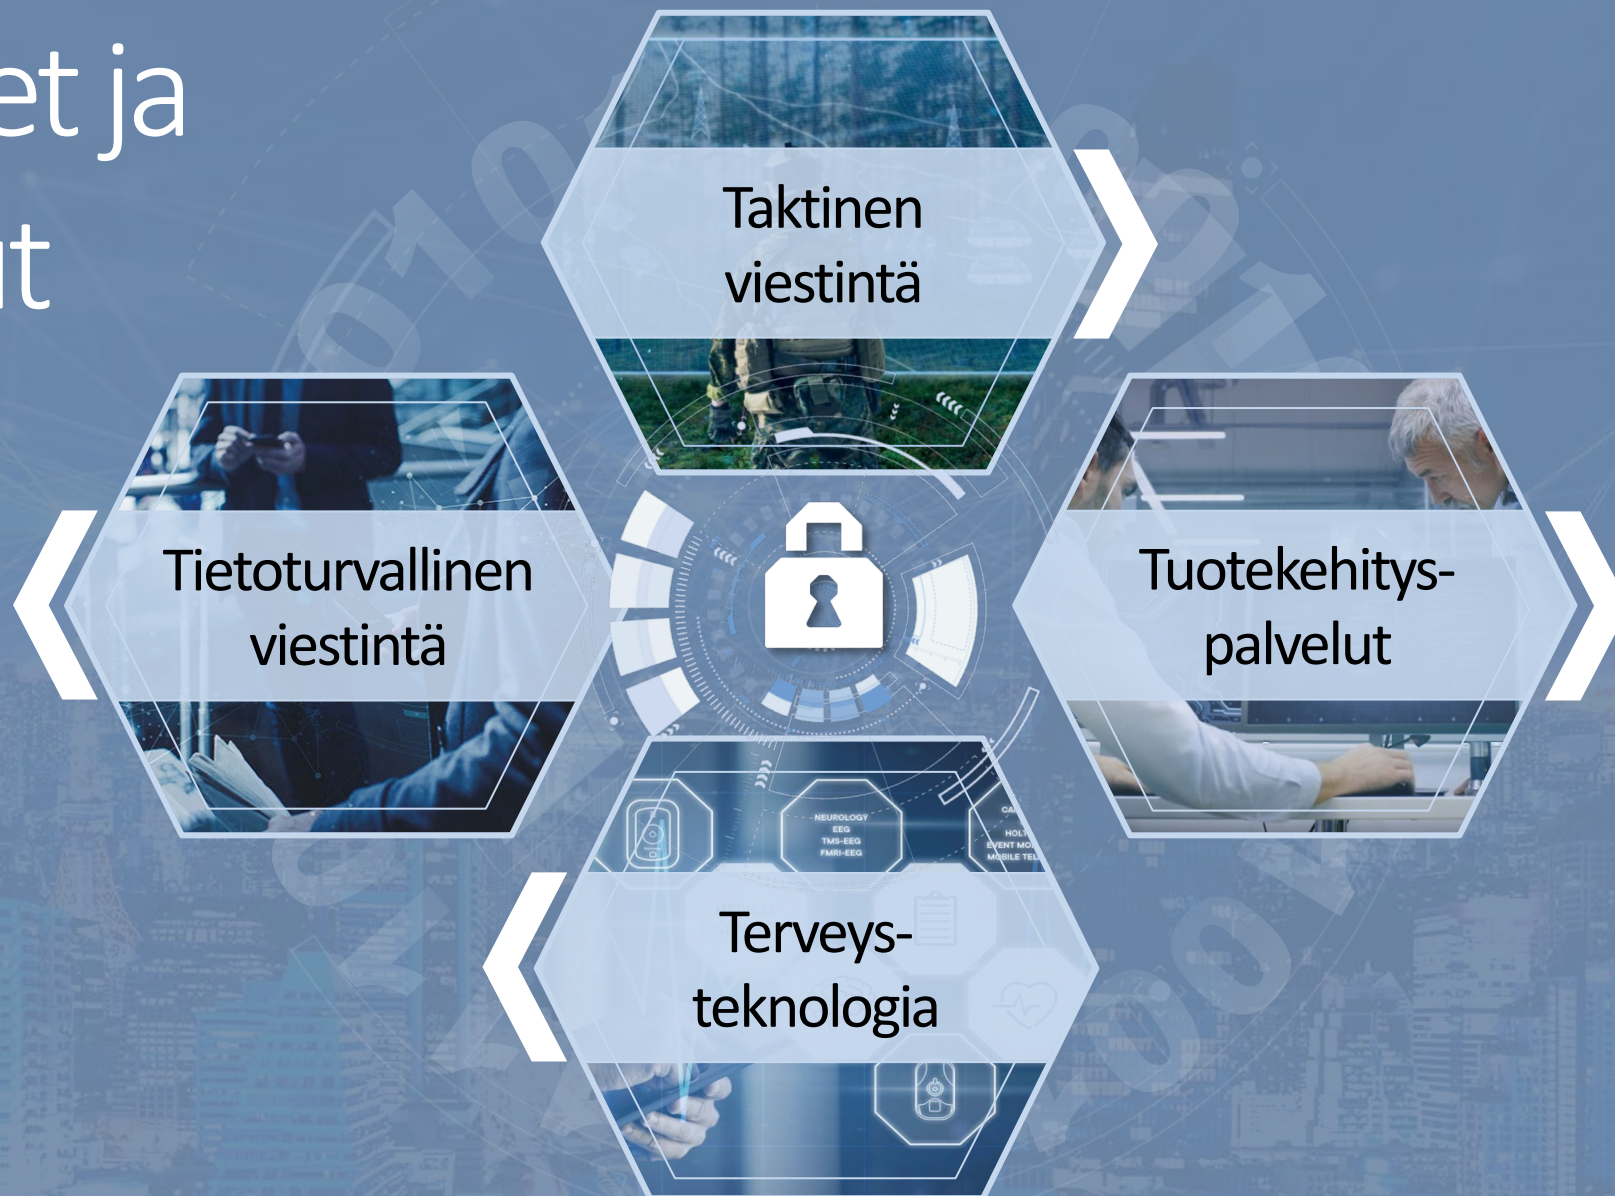 et ja
ut
Taktinen
viestintä
Tietoturvallinen
viestintä
Tuotekehitys-
palvelut
NEUROLOGY
EEG
TMS-EEG
FMRI-EEG
Terveys-
teknologia